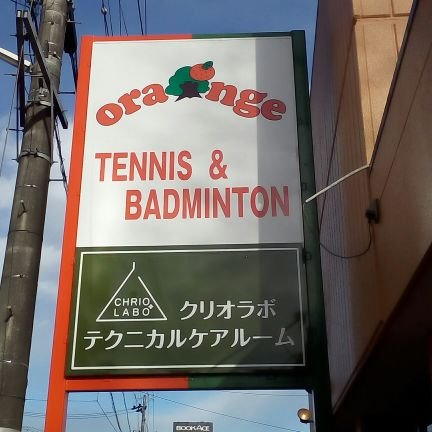 orange
TENNIS &
BADMINTON
CHRIO
LABO
クリオラボ
テクニカルケアルーム
BOOKACE